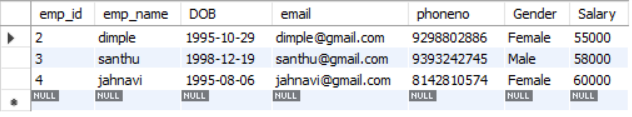 emp_id emp_name DOB email phoneno Gender Salary
2 dimple 1995-10-29 dimple@gmail.com 9298802886 Female 55000
3 santhu 1998-12-19 santhu@gmail.com 9393242745 Male 58000
4 jahnavi 1995-08-06 jahnavi@gmail.com 8142810574 Female 60000
NULL NULL NULL NULL NULL NULL NULL